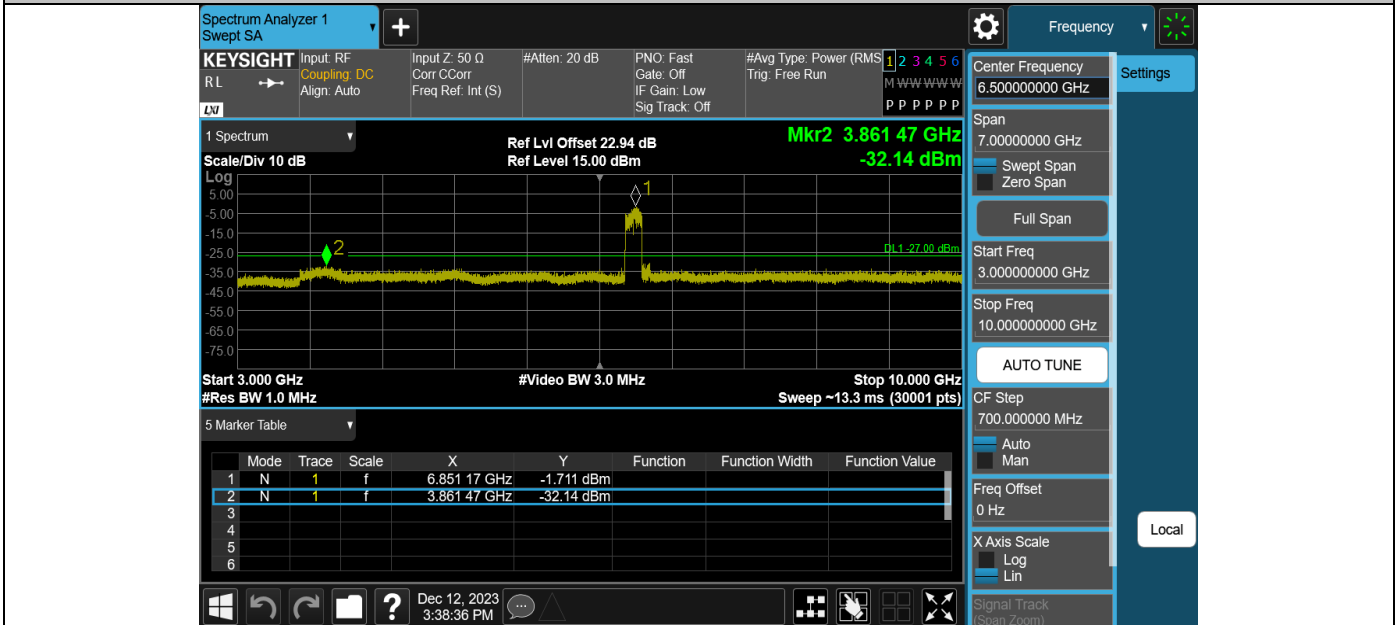 Spectrum Analyzer 1
Swept SA
+
Frequency
KEYSIGHT
RL
LXI
Input: RF
Coupling: DC
Align: Auto
Input Z: 50 Ω
Corr CCorr
Freq Ref: Int (S)
#Atten: 20 dB
PNO: Fast
Gate: Off
IF Gain: Low
Sig Track: Off
#Avg Type: Power (RMS
Trig: Free Run
1 2 3 4 5 6
M W W W W W
P P P P P P
1 Spectrum
Scale/Div 10 dB
Ref Lvl Offset 22.94 dB
Ref Level 15.00 dBm
Mkr2 3.861 47 GHz
-32.14 dBm
Log
5.00
-5.00
-15.0
-25.0
-35.0
-45.0
-55.0
-65.0
-75.0
1
2
DL1 -27.00 dBm
Start 3.000 GHz
#Video BW 3.0 MHz
Stop 10.000 GHz
#Res BW 1.0 MHz
Sweep ~13.3 ms (30001 pts)
5 Marker Table
Mode Trace Scale X Y Function Function Width Function Value
1 N 1 f 6.851 17 GHz -1.711 dBm
2 N 1 f 3.861 47 GHz -32.14 dBm
3
4
5
6
?
Dec 12, 2023
3:38:36 PM
Center Frequency
6.500000000 GHz
Settings
Span
7.00000000 GHz
Swept Span
Zero Span
Full Span
Start Freq
3.000000000 GHz
Stop Freq
10.000000000 GHz
AUTO TUNE
CF Step
700.000000 MHz
Auto
Man
Freq Offset
0 Hz
X Axis Scale
Log
Lin
Signal Track
(Span Zoom)
Local